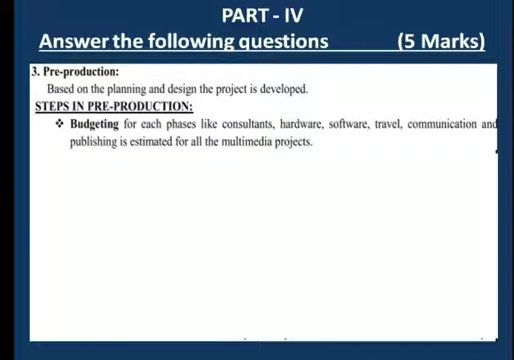 PART - IV
Answer the following questions (5 Marks)
3. Pre-production:
Based on the planning and design the project is developed.
STEPS IN PRE-PRODUCTION:
❖ Budgeting for each phases like consultants, hardware, software, travel, communication and
publishing is estimated for all the multimedia projects.